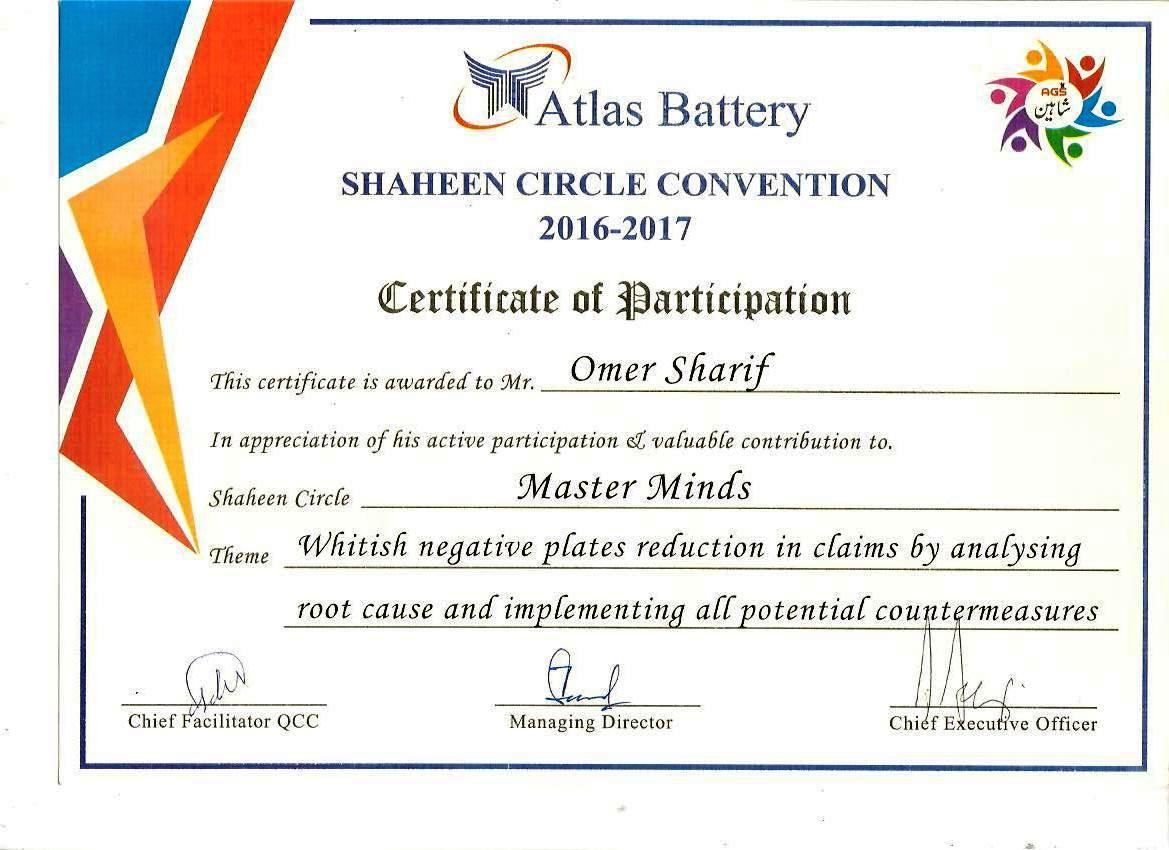 Atlas Battery
AGS
شاہین
SHAHEEN CIRCLE CONVENTION
2016-2017
Certificate of Participation
This certificate is awarded to Mr. Omer Sharif
In appreciation of his active participation & valuable contribution to.
Shaheen Circle Master Minds
Theme Whitish negative plates reduction in claims by analysing
root cause and implementing all potential countermeasures
Chief Facilitator QCC
Managing Director
Chief Executive Officer